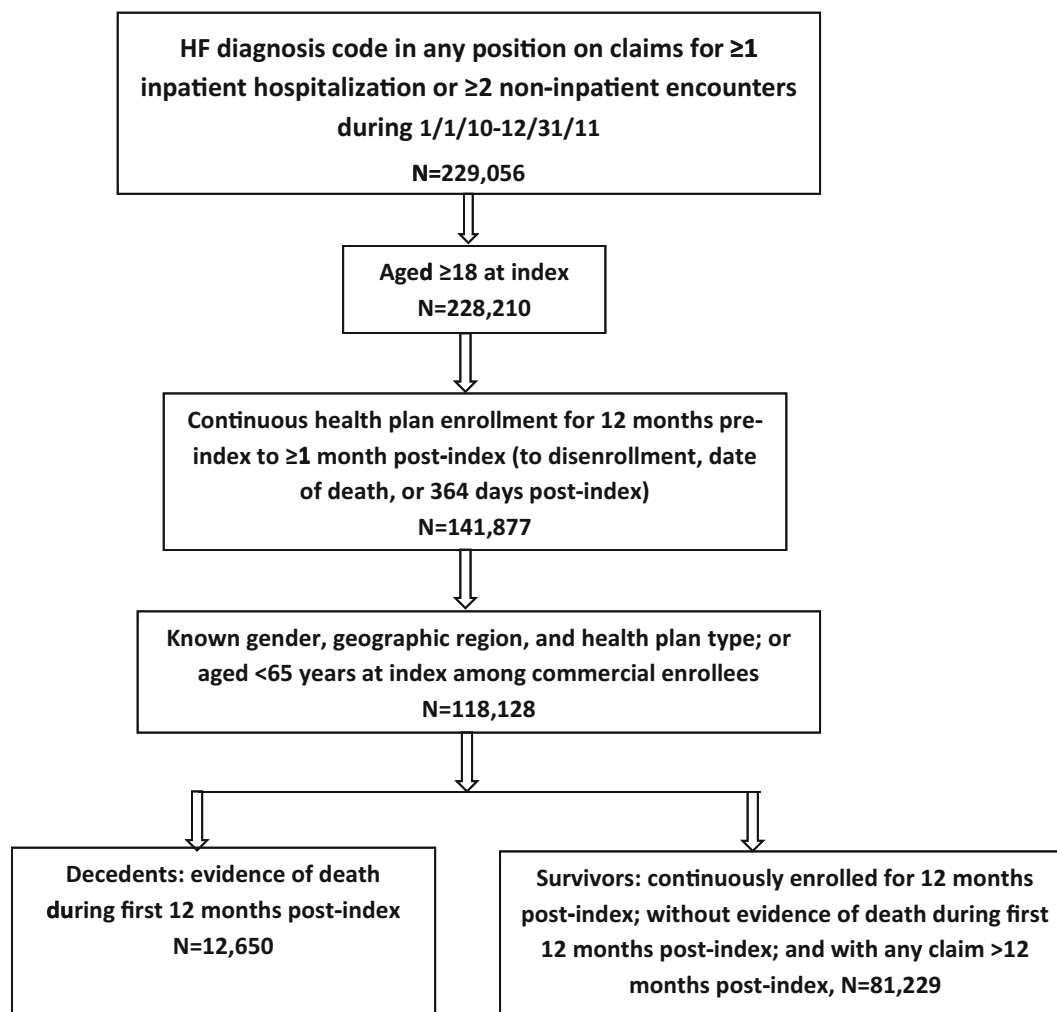 HF diagnosis code in any position on claims for ≥1
inpatient hospitalization or ≥2 non-inpatient encounters
during 1/1/10-12/31/11
N=229,056
Aged ≥18 at index
N=228,210
Continuous health plan enrollment for 12 months pre-
index to ≥1 month post-index (to disenrollment, date
of death, or 364 days post-index)
N=141,877
Known gender, geographic region, and health plan type; or
aged <65 years at index among commercial enrollees
N=118,128
Decedents: evidence of death
during first 12 months post-index
N=12,650
Survivors: continuously enrolled for 12 months
post-index; without evidence of death during first
12 months post-index; and with any claim >12
months post-index, N=81,229